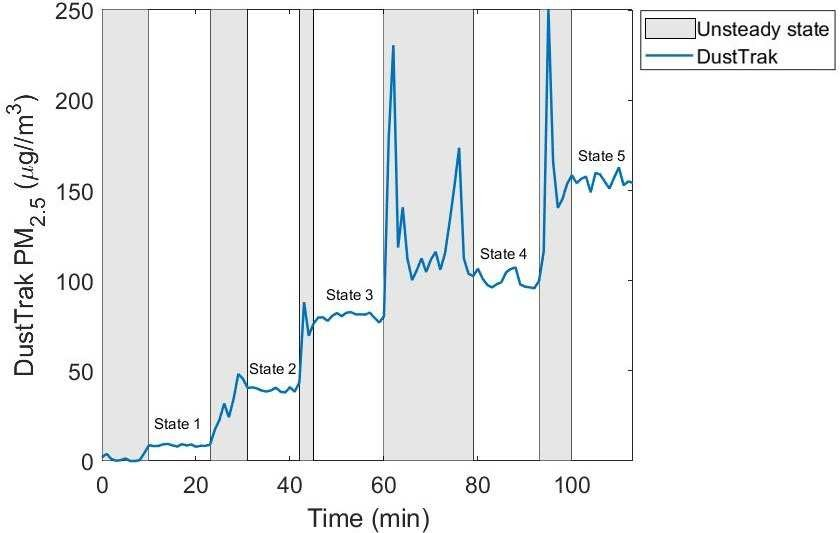 250
200
150
100
50
0
0 20 40 60 80 100
DustTrak PM2.5 (μg//m3)
Time (min)
State 1
State 2
State 3
State 4
State 5
Unsteady state
DustTrak